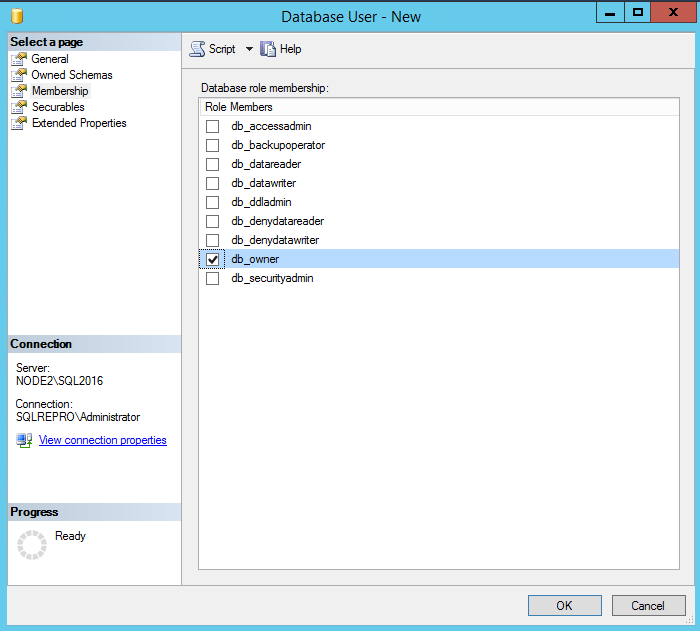 Database User - New
Select a page
General
Owned Schemas
Membership
Securables
Extended Properties
Script
Help
Database role membership:
Role Members
db_accessadmin
db_backupoperator
db_datareader
db_datawriter
db_ddladmin
db_denydatareader
db_denydatawriter
db_owner
db_securityadmin
Connection
Server:
NODE2\SQL2016
Connection:
SQLREPRO\Administrator
View connection properties
Progress
Ready
OK
Cancel